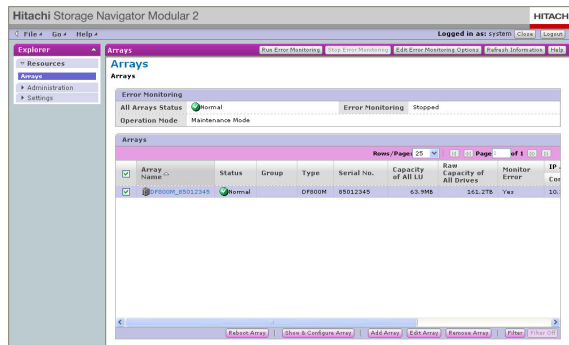 Hitachi Storage Navigator Modular 2
HITACHI
File Go Help
Logged in as: system Close Logout
Explorer
Resources
Arrays
Administration
Settings
Arrays
Run Error Monitoring Stop Error Monitoring Edit Error Monitoring Options Refresh Information Help
Arrays
Arrays
Error Monitoring
All Arrays Status Normal Error Monitoring Stopped
Operation Mode Maintenance Mode
Arrays
Rows/Page: 25 Page of 1
Array Name Status Group Type Serial No. Capacity of All LU Raw Capacity of All Drives Monitor Error IP
DF800M_85012345 Normal DF800M 85012345 63.9MB 161.2TB Yes 10.
Reboot Array Show & Configure Array Add Array Edit Array Remove Array Filter Filter Off